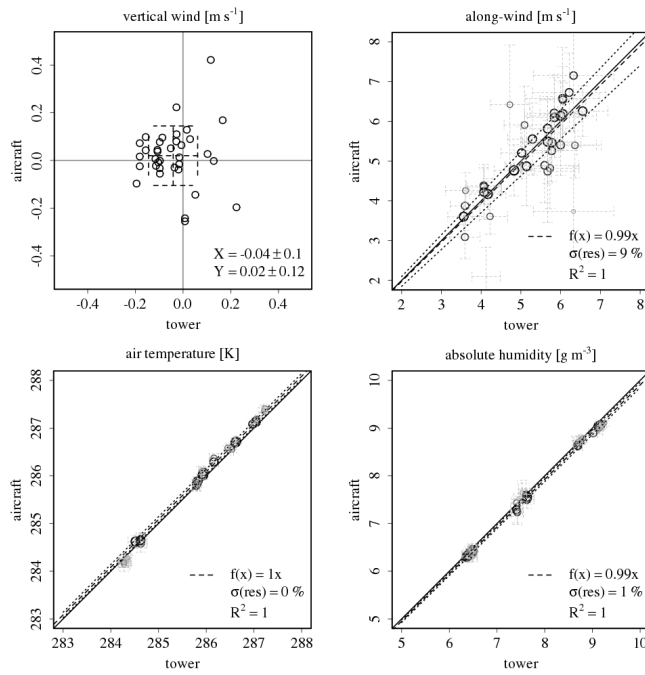 vertical wind [m s-1]
aircraft
0.4
0.2
0.0
-0.2
-0.4
X = -0.04 ± 0.1
Y = 0.02 ± 0.12
-0.4 -0.2 0.0 0.2 0.4
tower
along-wind [m s-1]
aircraft
8
7
6
5
4
3
2
f(x) = 0.99x
σ(res) = 9 %
R2 = 1
2 3 4 5 6 7 8
tower
air temperature [K]
aircraft
288
287
286
285
284
283
f(x) = 1x
σ(res) = 0 %
R2 = 1
283 284 285 286 287 288
tower
absolute humidity [g m-3]
aircraft
10
9
8
7
6
5
f(x) = 0.99x
σ(res) = 1 %
R2 = 1
5 6 7 8 9 10
tower